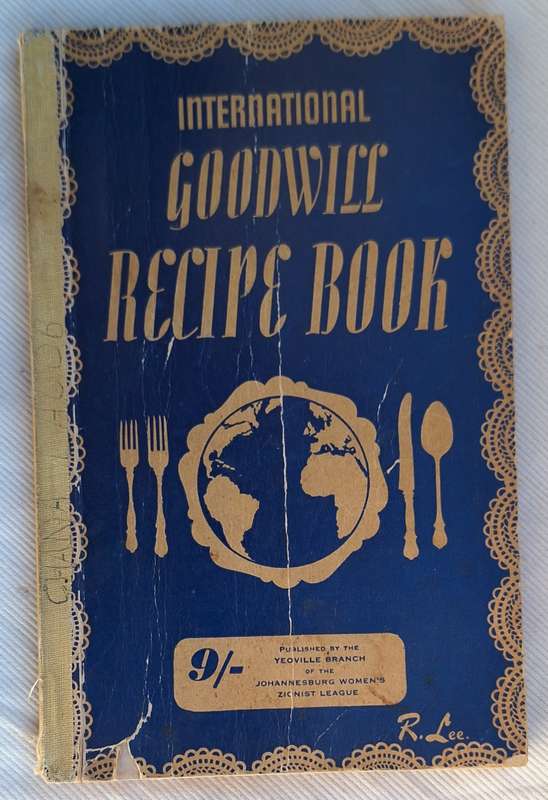 INTERNATIONAL
GOODWILL
RECIPE BOOK
9/-
PUBLISHED BY THE
YEOVILLE BRANCH
OF THE
JOHANNESBURG WOMEN'S
ZIONIST LEAGUE
R. Lee.